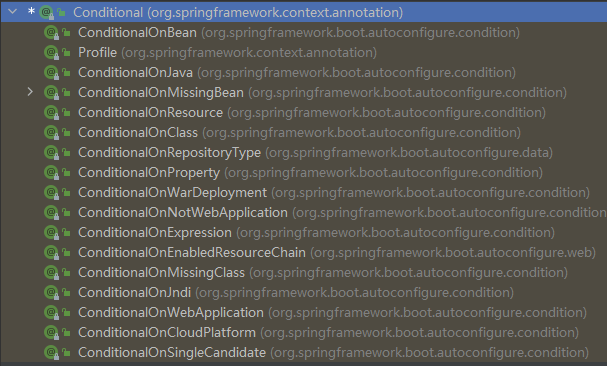 * Conditional (org.springframework.context.annotation)
ConditionalOnBean (org.springframework.boot.autoconfigure.condition)
Profile (org.springframework.context.annotation)
ConditionalOnJava (org.springframework.boot.autoconfigure.condition)
ConditionalOnMissingBean (org.springframework.boot.autoconfigure.condition)
ConditionalOnResource (org.springframework.boot.autoconfigure.condition)
ConditionalOnClass (org.springframework.boot.autoconfigure.condition)
ConditionalOnRepositoryType (org.springframework.boot.autoconfigure.data)
ConditionalOnProperty (org.springframework.boot.autoconfigure.condition)
ConditionalOnWarDeployment (org.springframework.boot.autoconfigure.condition)
ConditionalOnNotWebApplication (org.springframework.boot.autoconfigure.condition
ConditionalOnExpression (org.springframework.boot.autoconfigure.condition)
ConditionalOnEnabledResourceChain (org.springframework.boot.autoconfigure.web)
ConditionalOnMissingClass (org.springframework.boot.autoconfigure.condition)
ConditionalOnJndi (org.springframework.boot.autoconfigure.condition)
ConditionalOnWebApplication (org.springframework.boot.autoconfigure.condition)
ConditionalOnCloudPlatform (org.springframework.boot.autoconfigure.condition)
ConditionalOnSingleCandidate (org.springframework.boot.autoconfigure.condition)